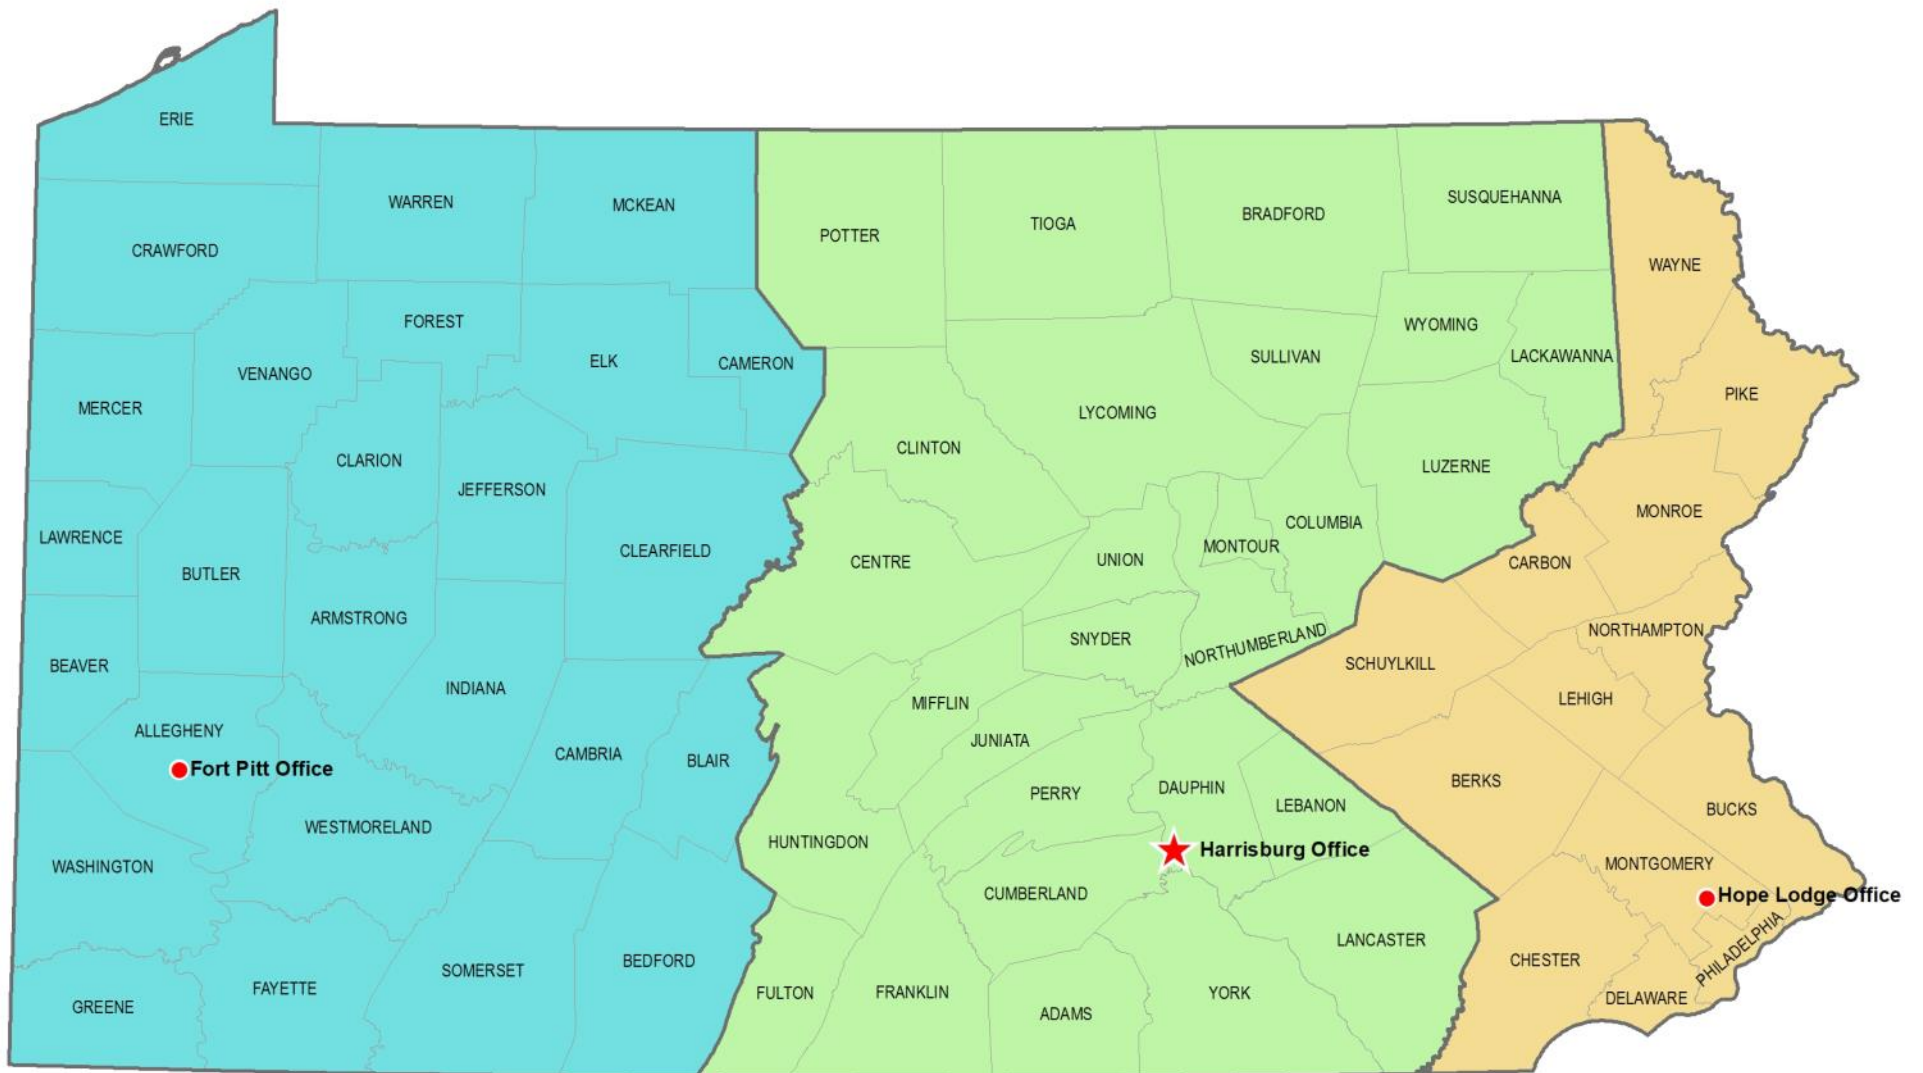 ERIE
WARREN
MCKEAN
CRAWFORD
POTTER
TIOGA
BRADFORD
SUSQUEHANNA
WAYNE
FOREST
VENANGO
ELK
CAMERON
MERCER
SULLIVAN
WYOMING
LACKAWANNA
PIKE
LYCOMING
CLINTON
CLARION
JEFFERSON
LUZERNE
LAWRENCE
BUTLER
CLEARFIELD
CENTRE
UNION
MONTOUR
COLUMBIA
MONROE
CARBON
ARMSTRONG
BEAVER
INDIANA
SNYDER
NORTHUMBERLAND
SCHUYLKILL
NORTHAMPTON
LEHIGH
ALLEGHENY
Fort Pitt Office
CAMBRIA
BLAIR
MIFFLIN
JUNIATA
PERRY
DAUPHIN
LEBANON
BERKS
BUCKS
WESTMORELAND
WASHINGTON
HUNTINGDON
Harrisburg Office
CUMBERLAND
MONTGOMERY
Hope Lodge Office
PHILADELPHIA
LANCASTER
CHESTER
DELAWARE
GREENE
FAYETTE
SOMERSET
BEDFORD
FULTON
FRANKLIN
ADAMS
YORK